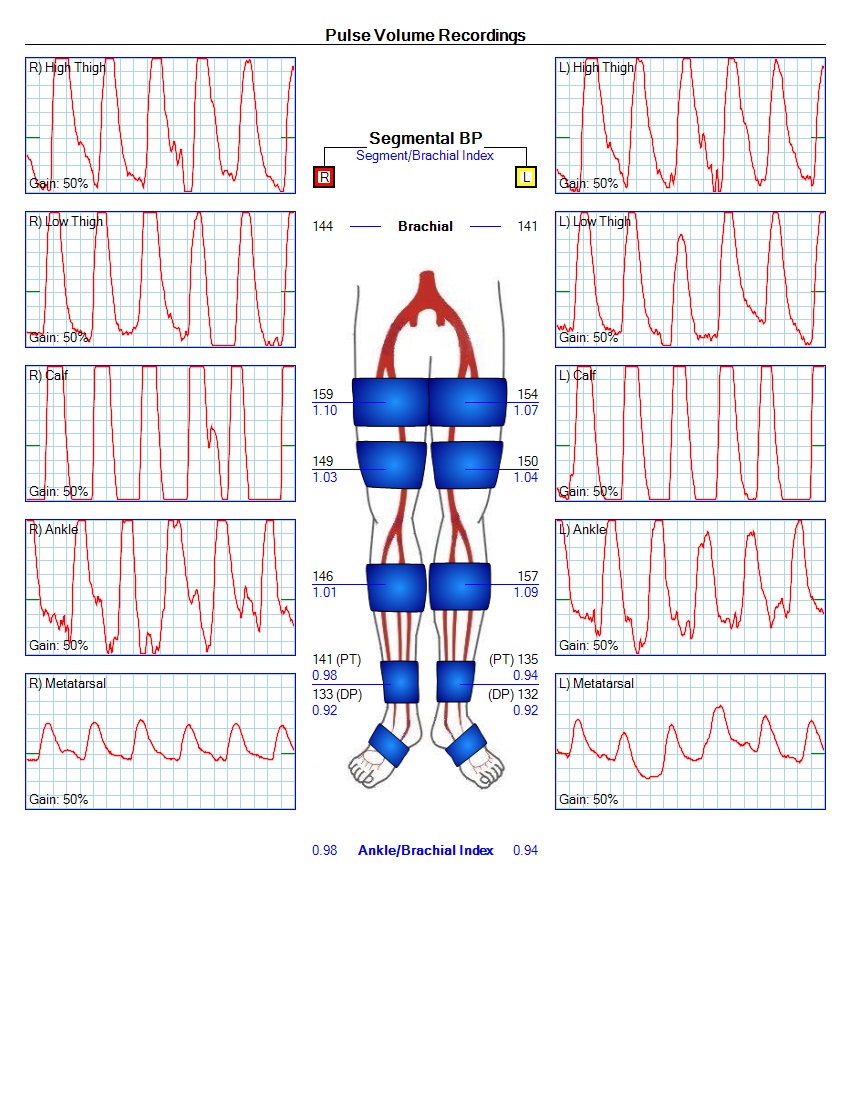 Pulse Volume Recordings
R) High Thigh
Gain: 50%
R) Low Thigh
Gain: 50%
R) Calf
Gain: 50%
R) Ankle
Gain: 50%
R) Metatarsal
Gain: 50%
Segmental BP
Segment/Brachial Index
R L
144 Brachial 141
159 154
1.10 1.07
149 150
1.03 1.04
146 157
1.01 1.09
141 (PT) (PT) 135
0.98 0.94
133 (DP) (DP) 132
0.92 0.92
0.98 Ankle/Brachial Index 0.94
L) High Thigh
Gain: 50%
L) Low Thigh
Gain: 50%
L) Calf
Gain: 50%
L) Ankle
Gain: 50%
L) Metatarsal
Gain: 50%